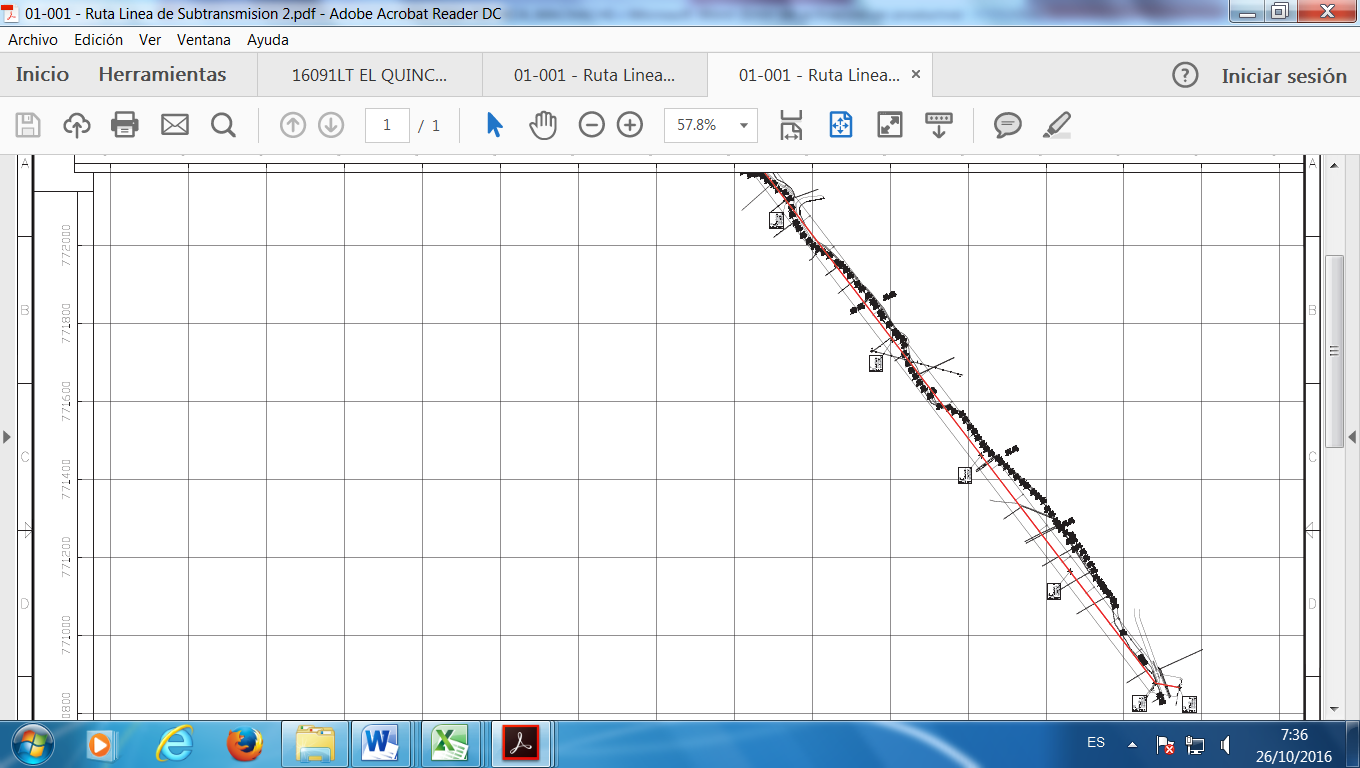 01-001 - Ruta Linea de Subtransmision 2.pdf - Adobe Acrobat Reader DC
Archivo Edición Ver Ventana Ayuda
Inicio Herramientas 16091LT EL QUINC... 01-001 - Ruta Linea... 01-001 - Ruta Linea... × ? Iniciar sesión
1 / 1 57.8%
A A
772000
B B
771800
771600
C C
771400
771200
D D
771000
0800
ES 7:36
26/10/2016